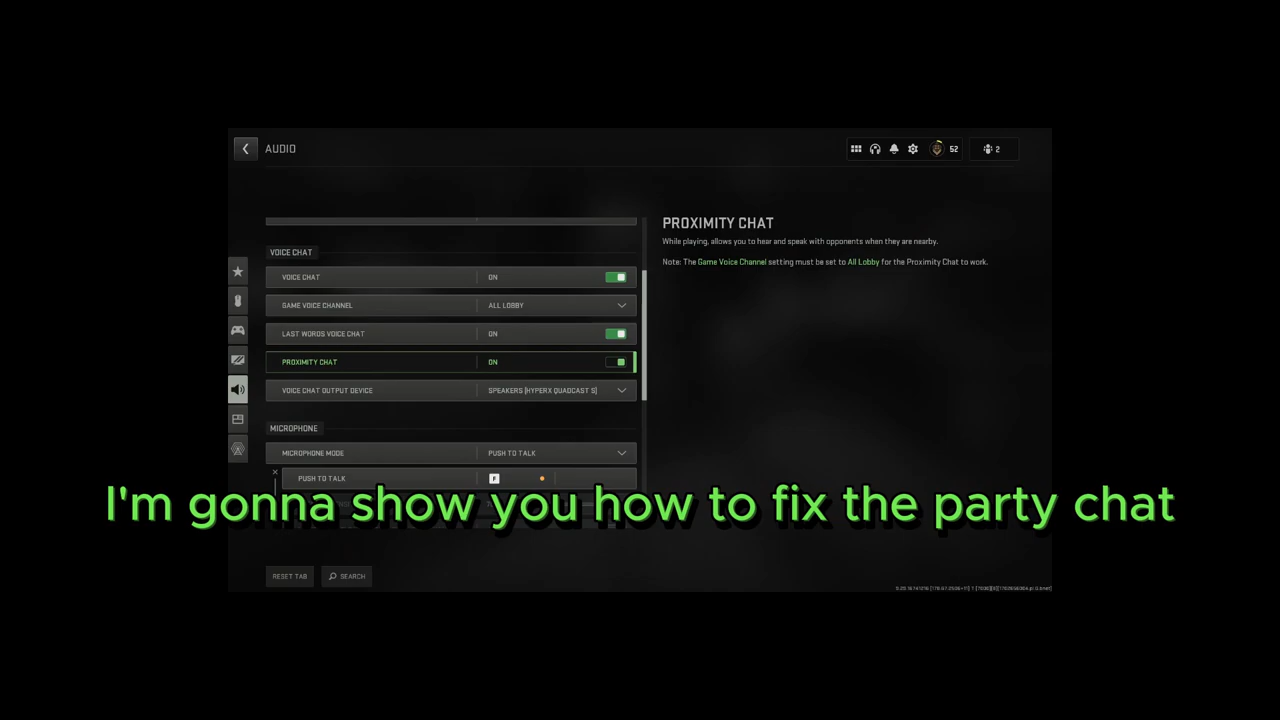 AUDIO
52
2
PROXIMITY CHAT
While playing, allows you to hear and speak with opponents when they are nearby.
Note: The Game Voice Channel setting must be set to All Lobby for the Proximity Chat to work.
VOICE CHAT
VOICE CHAT ON
GAME VOICE CHANNEL ALL LOBBY
LAST WORDS VOICE CHAT ON
PROXIMITY CHAT ON
VOICE CHAT OUTPUT DEVICE SPEAKERS (HYPERX QUADCAST S)
MICROPHONE
MICROPHONE MODE PUSH TO TALK
PUSH TO TALK F
I'm gonna show you how to fix the party chat
RESET TAB SEARCH